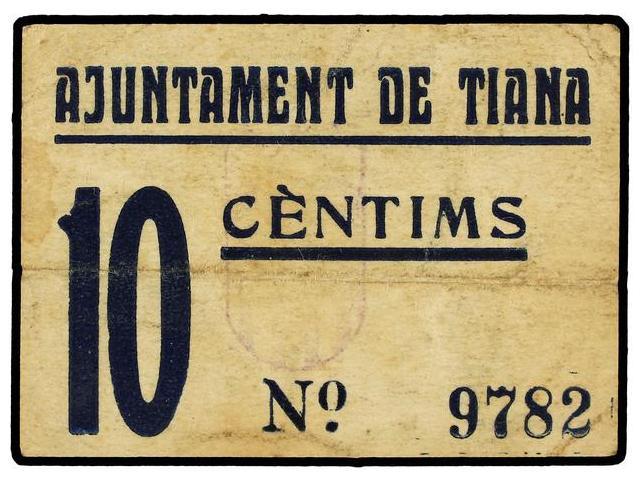 AJUNTAMENT DE TIANA
10 CÈNTIMS
Nº 9782